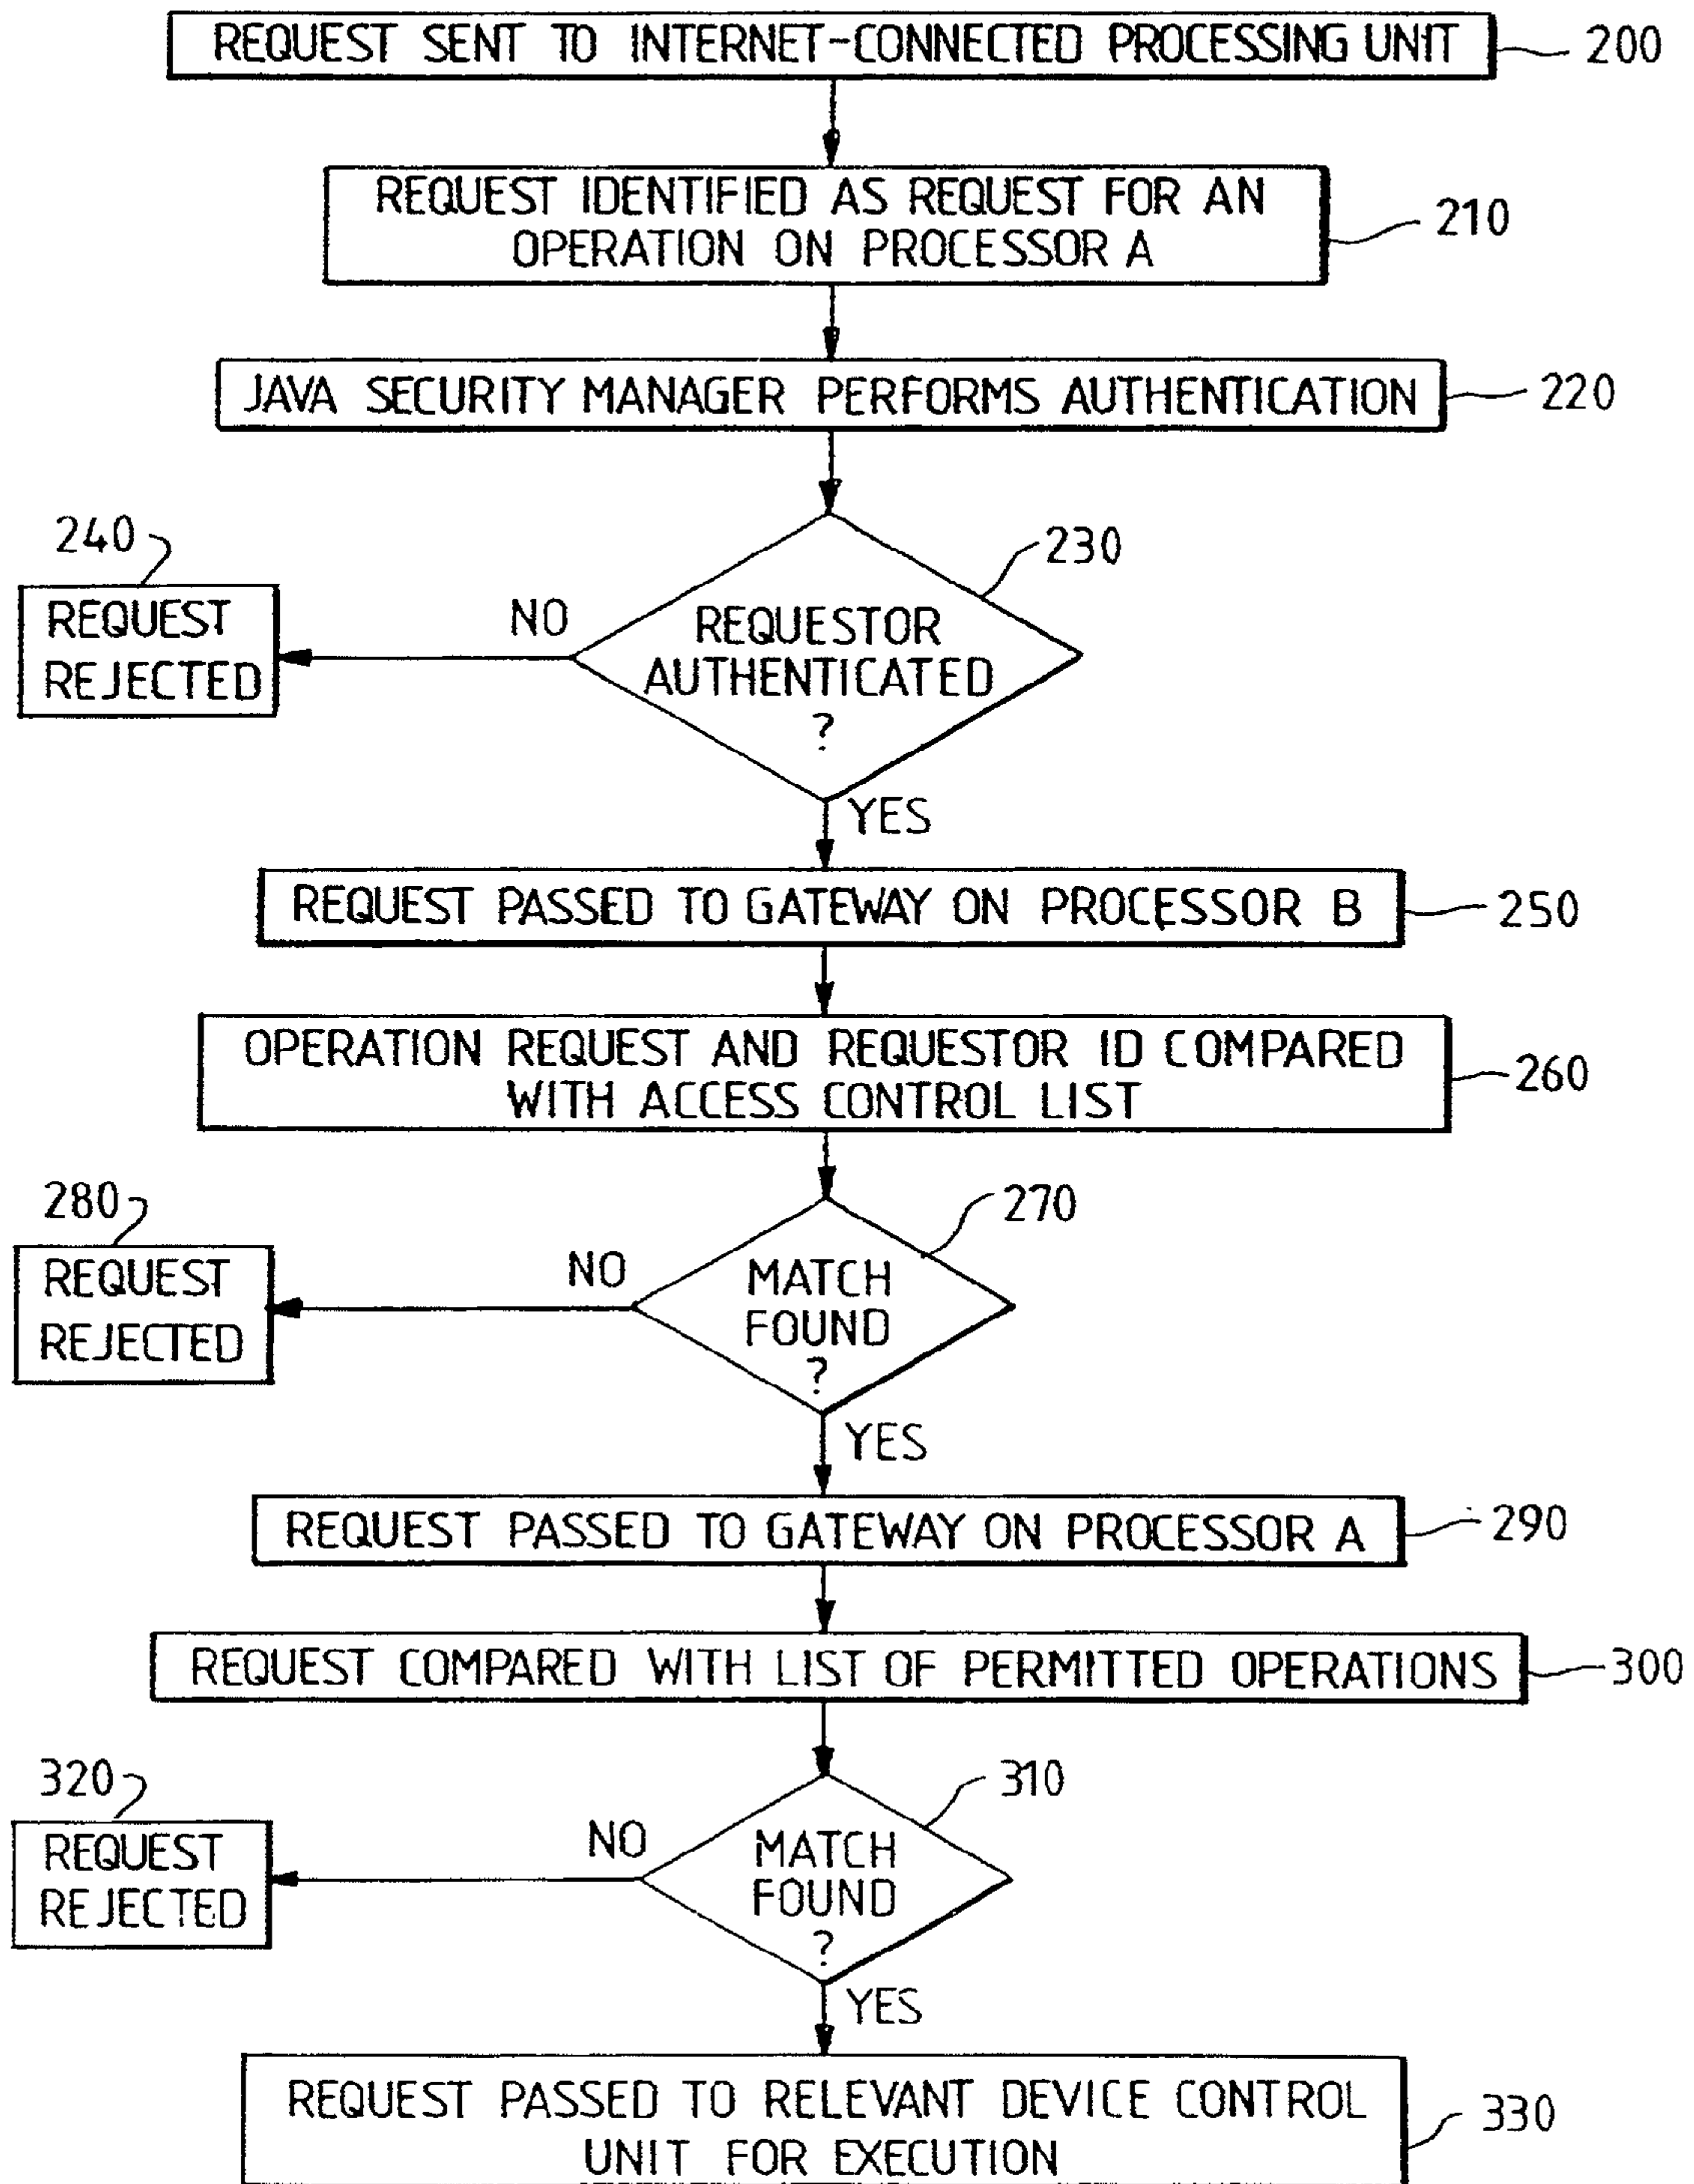 REQUEST SENT TO INTERNET-CONNECTED PROCESSING UNIT
200
REQUEST IDENTIFIED AS REQUEST FOR AN
OPERATION ON PROCESSOR A
210
JAVA SECURITY MANAGER PERFORMS AUTHENTICATION
220
240
REQUEST
REJECTED
NO
230
REQUESTOR
AUTHENTICATED
?
YES
REQUEST PASSED TO GATEWAY ON PROCESSOR B
250
OPERATION REQUEST AND REQUESTOR ID COMPARED
WITH ACCESS CONTROL LIST
260
280
REQUEST
REJECTED
NO
270
MATCH
FOUND
?
YES
REQUEST PASSED TO GATEWAY ON PROCESSOR A
290
REQUEST COMPARED WITH LIST OF PERMITTED OPERATIONS
300
320
REQUEST
REJECTED
NO
310
MATCH
FOUND
?
YES
REQUEST PASSED TO RELEVANT DEVICE CONTROL
UNIT FOR EXECUTION
330